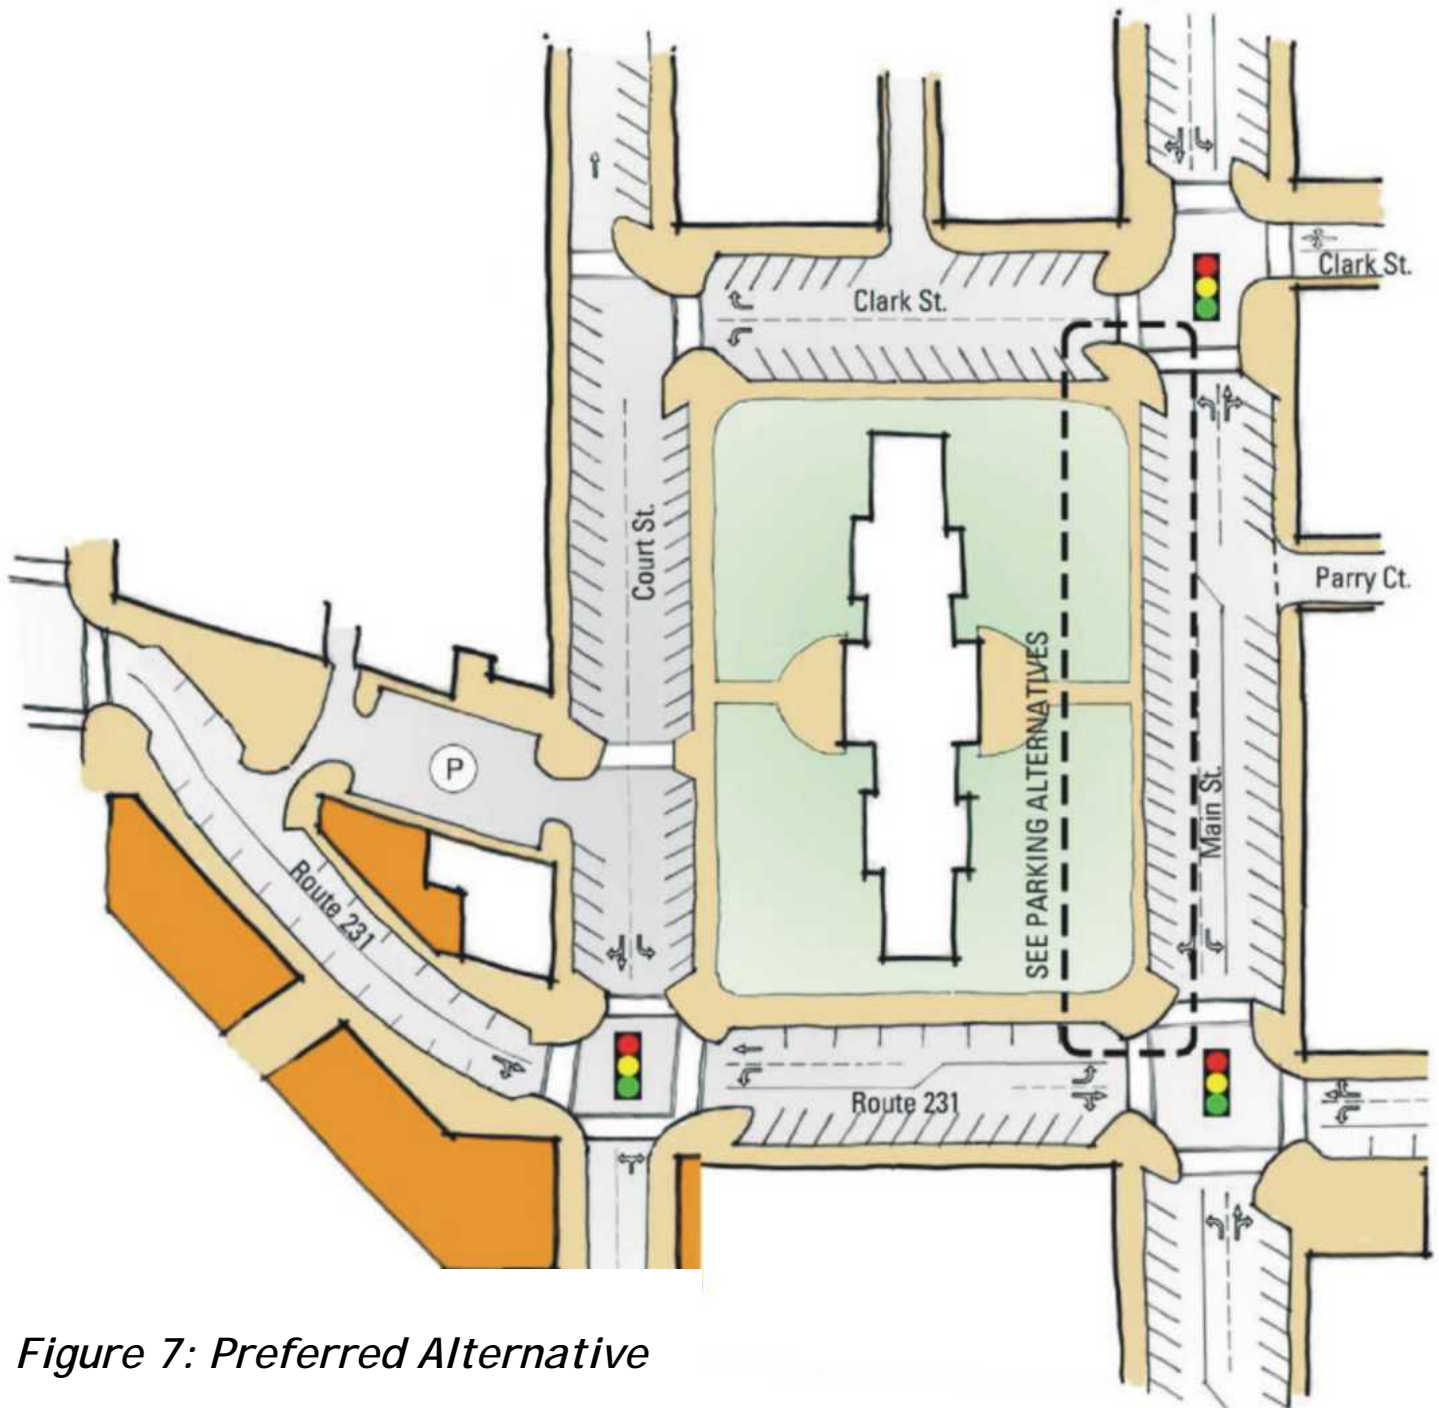 Clark St.
Clark St.
Court St.
Parry Ct.
SEE PARKING ALTERNATIVES
P
Main St.
Route 231
Route 231
Figure 7: Preferred Alternative